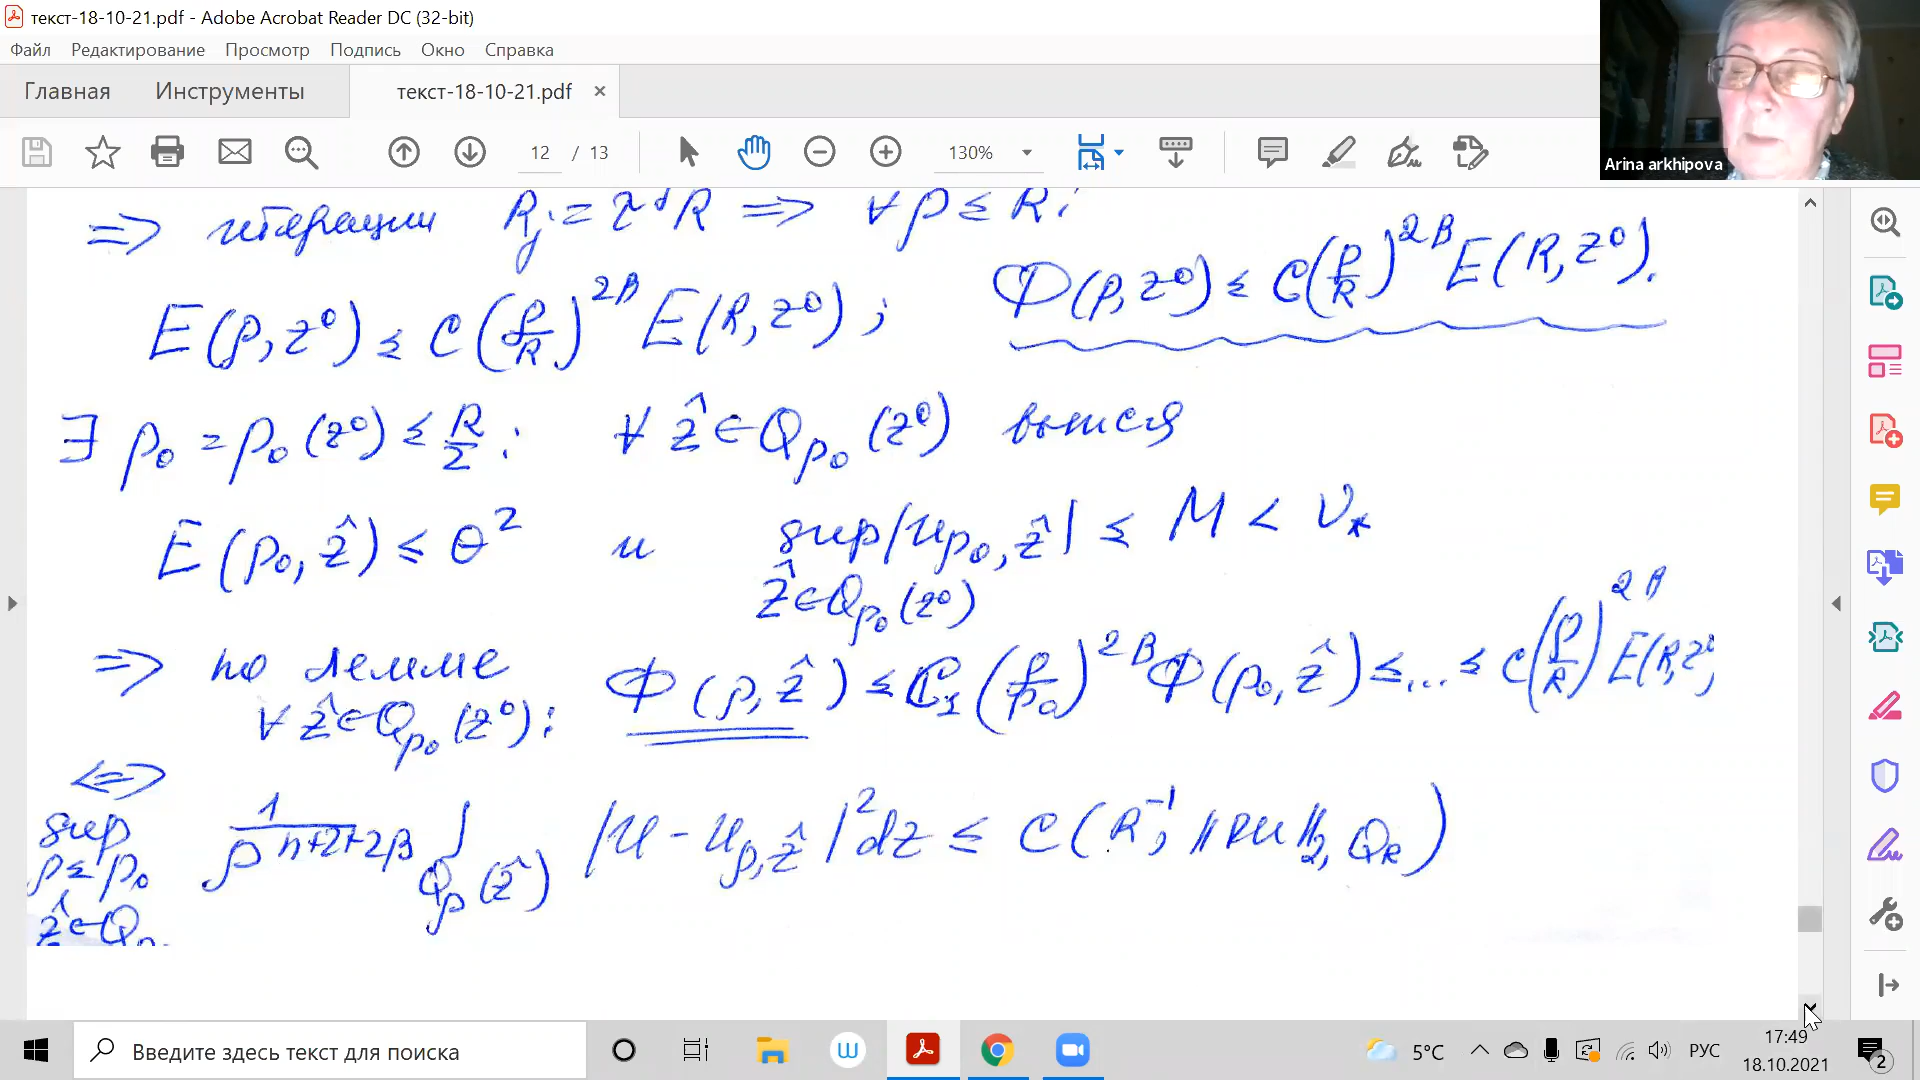 текст-18-10-21.pdf - Adobe Acrobat Reader DC (32-bit)
Файл Редактирование Просмотр Подпись Окно Справка
Главная Инструменты текст-18-10-21.pdf ×
12 / 13 130%
Arina arkhipova
⇒ итерации R_j = τ^j R ⇒ ∀ ρ ≤ R :
E(ρ, z⁰) ≤ C(ρ/R)^{2β} E(R, z⁰) ; Φ(ρ, z⁰) ≤ C(ρ/R)^{2β} E(R, z⁰).
∃ ρ₀ = ρ₀(z⁰) ≤ R/2 : ∀ ẑ ∈ Q_{ρ₀}(z⁰) вып-ся
E(ρ₀, ẑ) ≤ θ² и sup |u_{ρ₀, ẑ}| ≤ M < ν_*
ẑ ∈ Q_{ρ₀}(z⁰)
⇒ по лемме Φ(ρ, ẑ) ≤ C₁(ρ/ρ₀)^{2β} Φ(ρ₀, ẑ) ≤ ... ≤ C(ρ/R)^{2β} E(R, z⁰
∀ ẑ ∈ Q_{ρ₀}(z⁰) :
⇔
sup 1/ρ^{n+2+2β} ∫_{Q_ρ(ẑ)} |u - u_{ρ, ẑ}|² dz ≤ C(R^{-1}, ||Du||_{2, Q_R})
ρ ≤ ρ₀
ẑ ∈ Q
Введите здесь текст для поиска
5°C РУС 17:49
18.10.2021
2